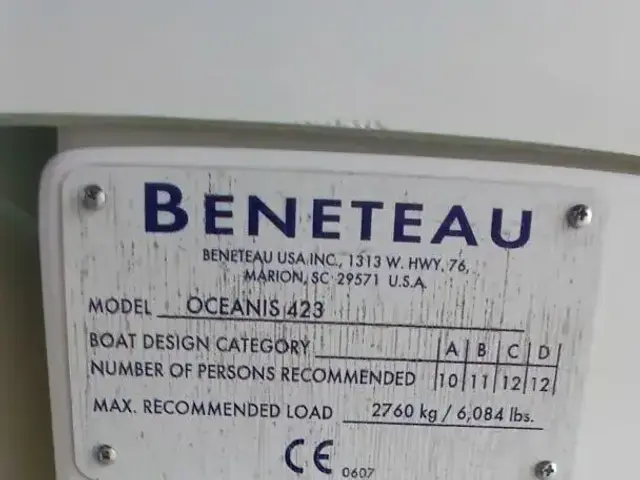 BENETEAU
BENETEAU USA INC., 1313 W. HWY. 76,
MARION, SC 29571 U.S.A.
MODEL OCEANIS 423
BOAT DESIGN CATEGORY A B C D
NUMBER OF PERSONS RECOMMENDED 10 11 12 12
MAX. RECOMMENDED LOAD 2760 kg / 6,084 lbs.
CE 0607